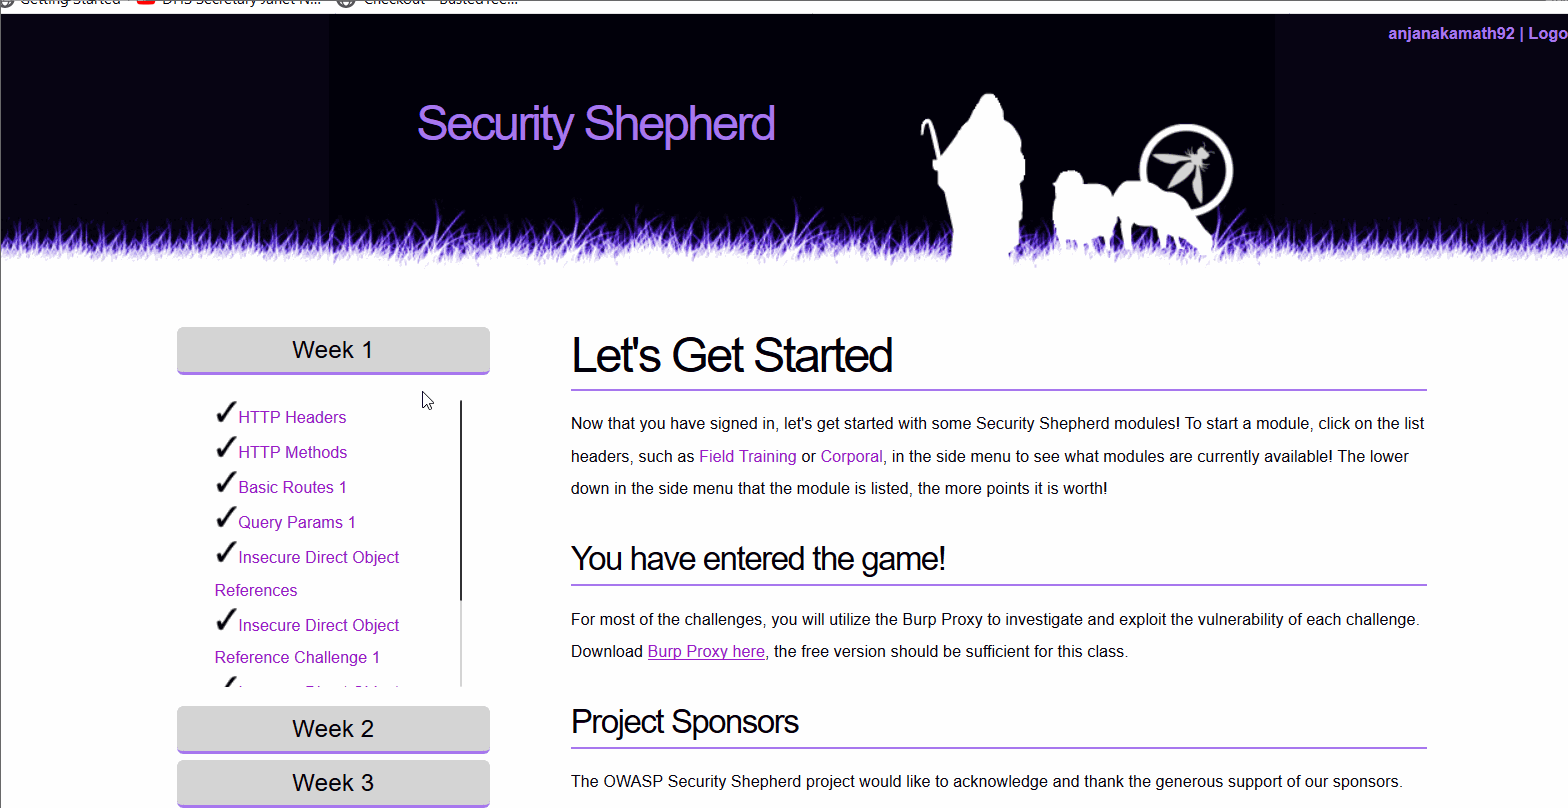 anjanakamath92 | Logo
Security Shepherd
Week 1
HTTP Headers
HTTP Methods
Basic Routes 1
Query Params 1
Insecure Direct Object
References
Insecure Direct Object
Reference Challenge 1
Week 2
Week 3
Let's Get Started
Now that you have signed in, let's get started with some Security Shepherd modules! To start a module, click on the list
headers, such as Field Training or Corporal, in the side menu to see what modules are currently available! The lower
down in the side menu that the module is listed, the more points it is worth!
You have entered the game!
For most of the challenges, you will utilize the Burp Proxy to investigate and exploit the vulnerability of each challenge.
Download Burp Proxy here, the free version should be sufficient for this class.
Project Sponsors
The OWASP Security Shepherd project would like to acknowledge and thank the generous support of our sponsors.